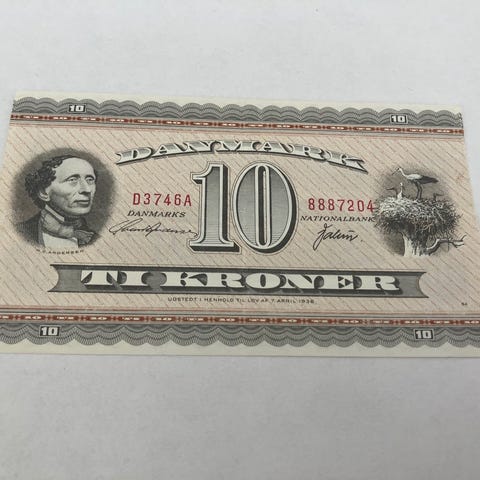 10 10
DANMARK
10
D3746A 8887204
DANMARKS NATIONALBANK
H.C. ANDERSEN
TI KRONER
UDSTEDT I HENHOLD TIL LOV AF 7. APRIL 1936
10 10